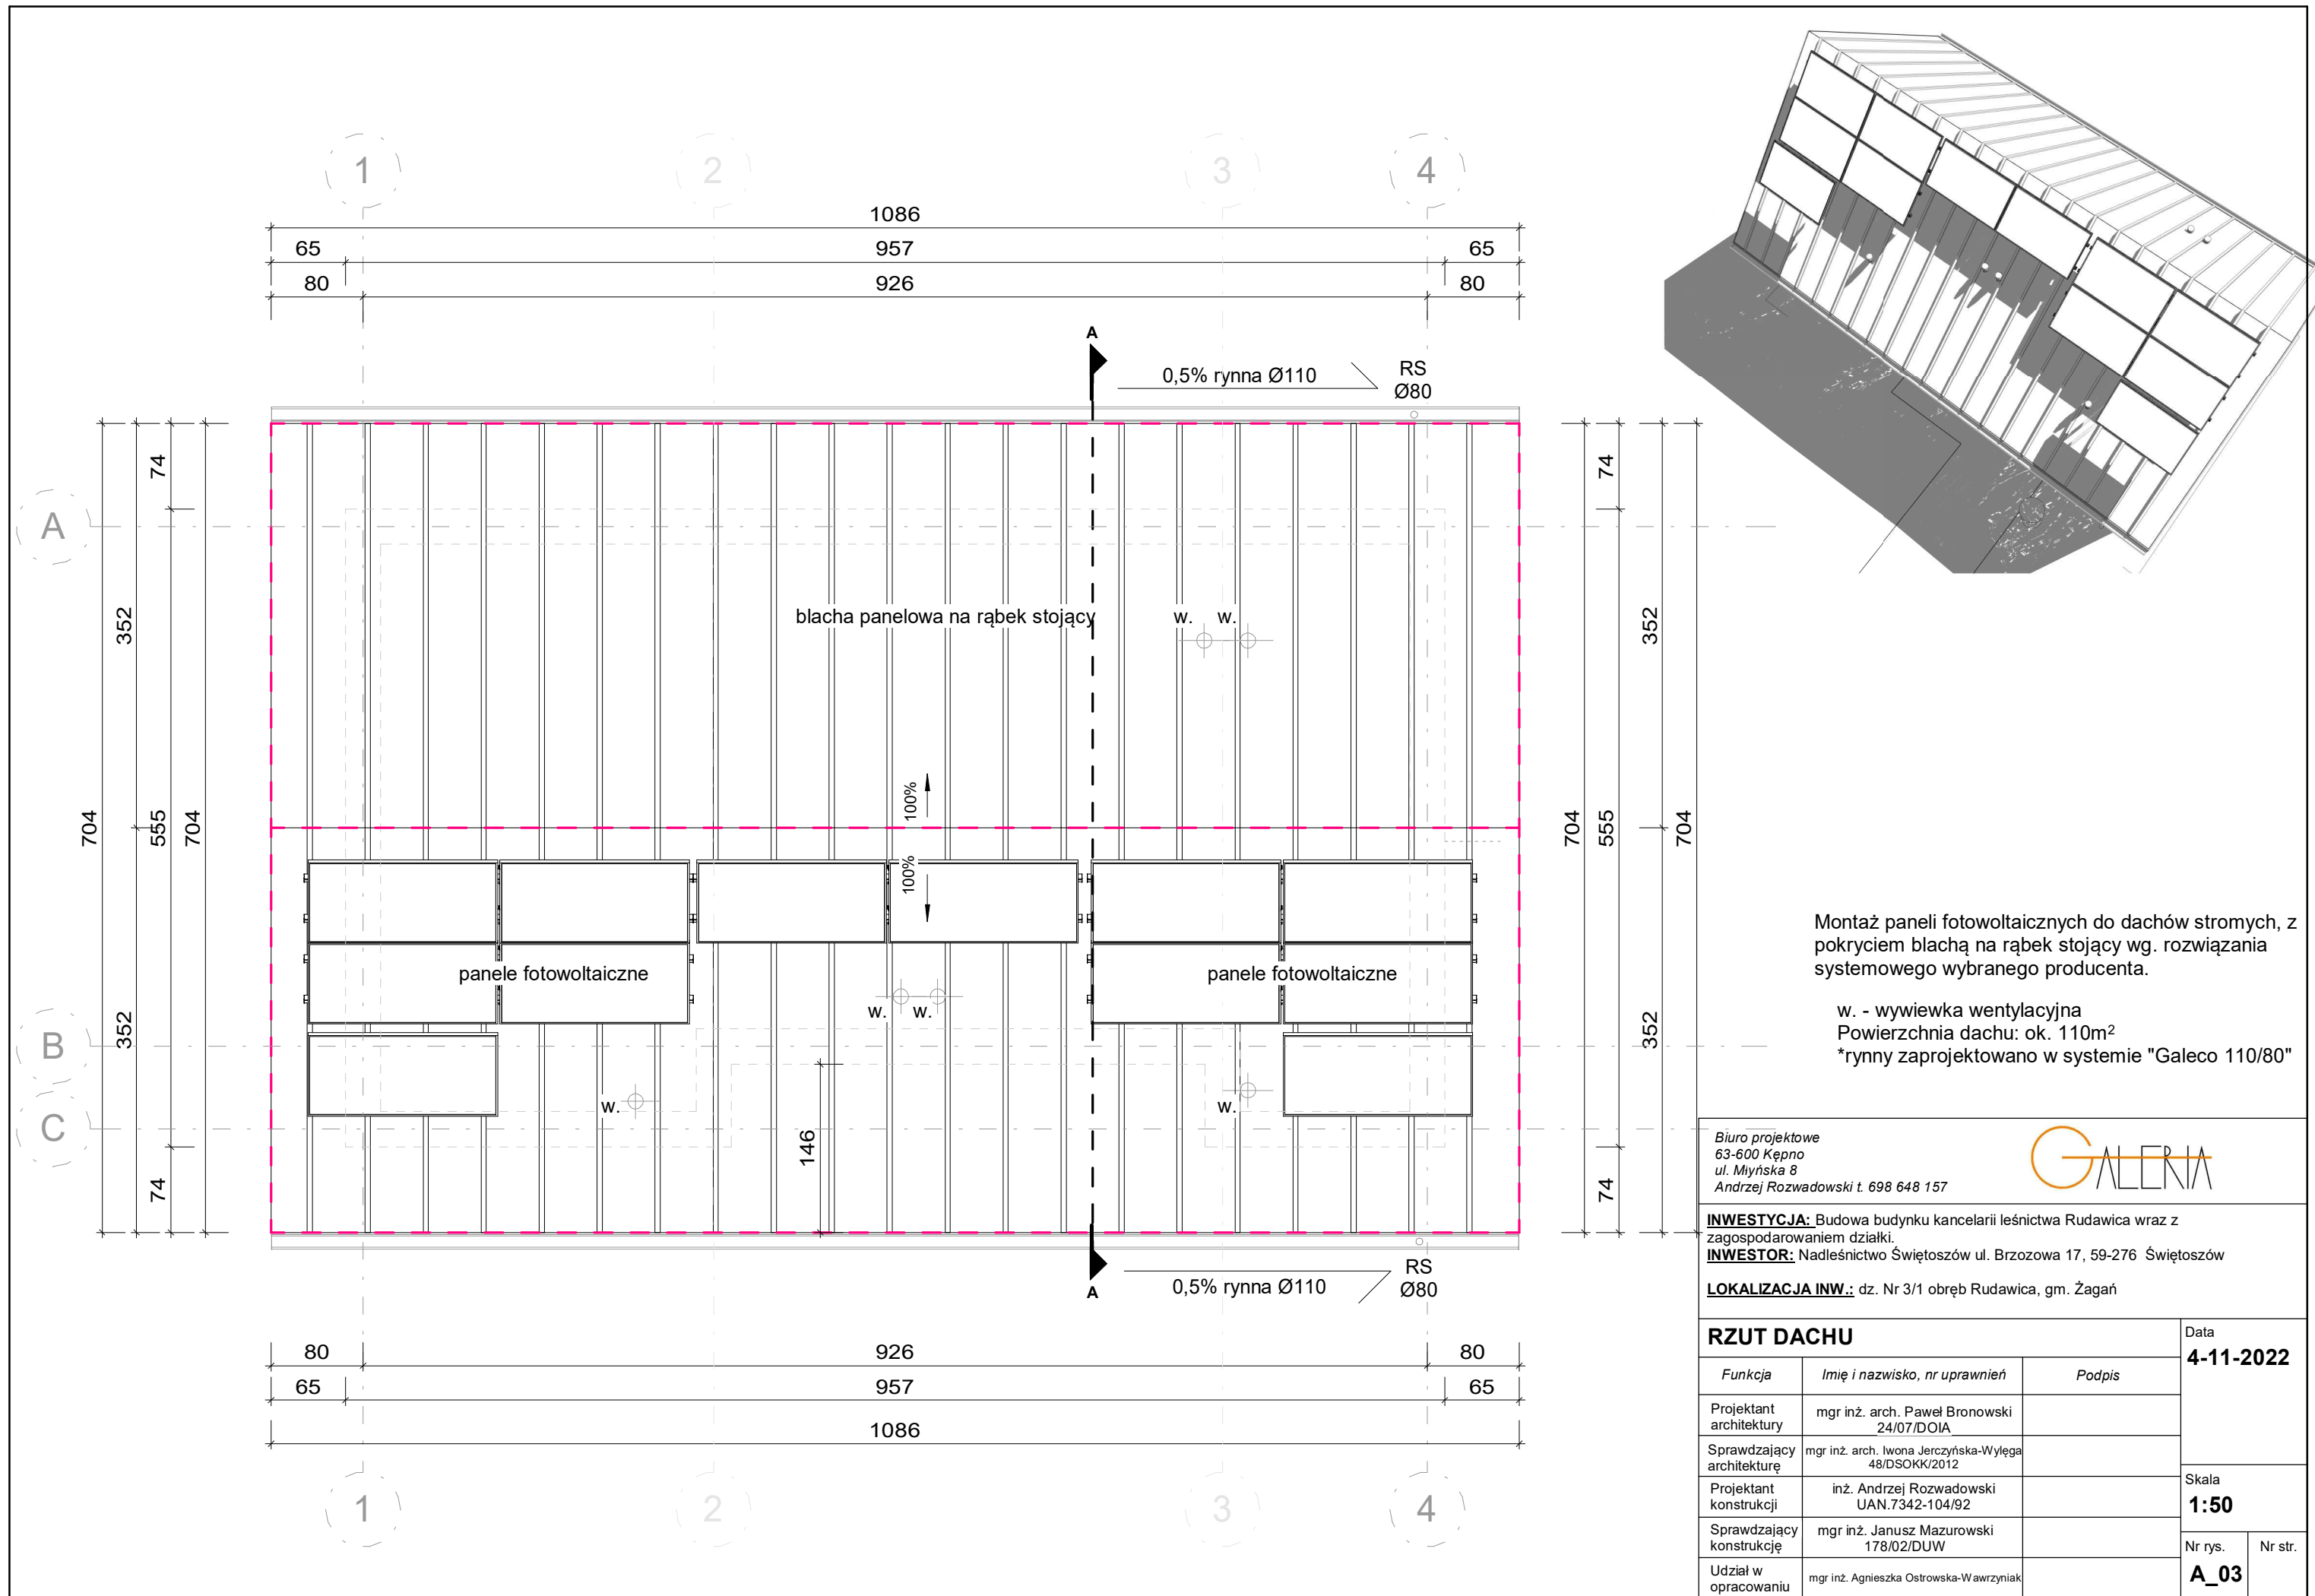 1
2
3
4
1086
65
957
65
80
926
80
A
0,5% rynna Ø110
RS
Ø80
74
74
A
352
352
blacha panelowa na rąbek stojący
w.
w.
704
555
704
100%
704
555
704
100%
panele fotowoltaiczne
panele fotowoltaiczne
w.
w.
B
352
352
C
w.
w.
146
74
74
A
0,5% rynna Ø110
RS
Ø80
80
926
80
65
957
65
1086
1
2
3
4
Montaż paneli fotowoltaicznych do dachów stromych, z
pokryciem blachą na rąbek stojący wg. rozwiązania
systemowego wybranego producenta.
w. - wywiewka wentylacyjna
Powierzchnia dachu: ok. 110m²
*rynny zaprojektowano w systemie "Galeco 110/80"
Biuro projektowe
63-600 Kępno
ul. Młyńska 8
Andrzej Rozwadowski t. 698 648 157
GALERIA
INWESTYCJA: Budowa budynku kancelarii leśnictwa Rudawica wraz z
zagospodarowaniem działki.
INWESTOR: Nadleśnictwo Świętoszów ul. Brzozowa 17, 59-276 Świętoszów
LOKALIZACJA INW.: dz. Nr 3/1 obręb Rudawica, gm. Żagań
RZUT DACHU
Data
4-11-2022
Funkcja
Imię i nazwisko, nr uprawnień
Podpis
Projektant
architektury
mgr inż. arch. Paweł Bronowski
24/07/DOIA
Sprawdzający
architekturę
mgr inż. arch. Iwona Jerczyńska-Wylęga
48/DSOKK/2012
Projektant
konstrukcji
inż. Andrzej Rozwadowski
UAN.7342-104/92
Skala
1:50
Sprawdzający
konstrukcję
mgr inż. Janusz Mazurowski
178/02/DUW
Nr rys.
A_03
Nr str.
Udział w
opracowaniu
mgr inż. Agnieszka Ostrowska-Wawrzyniak